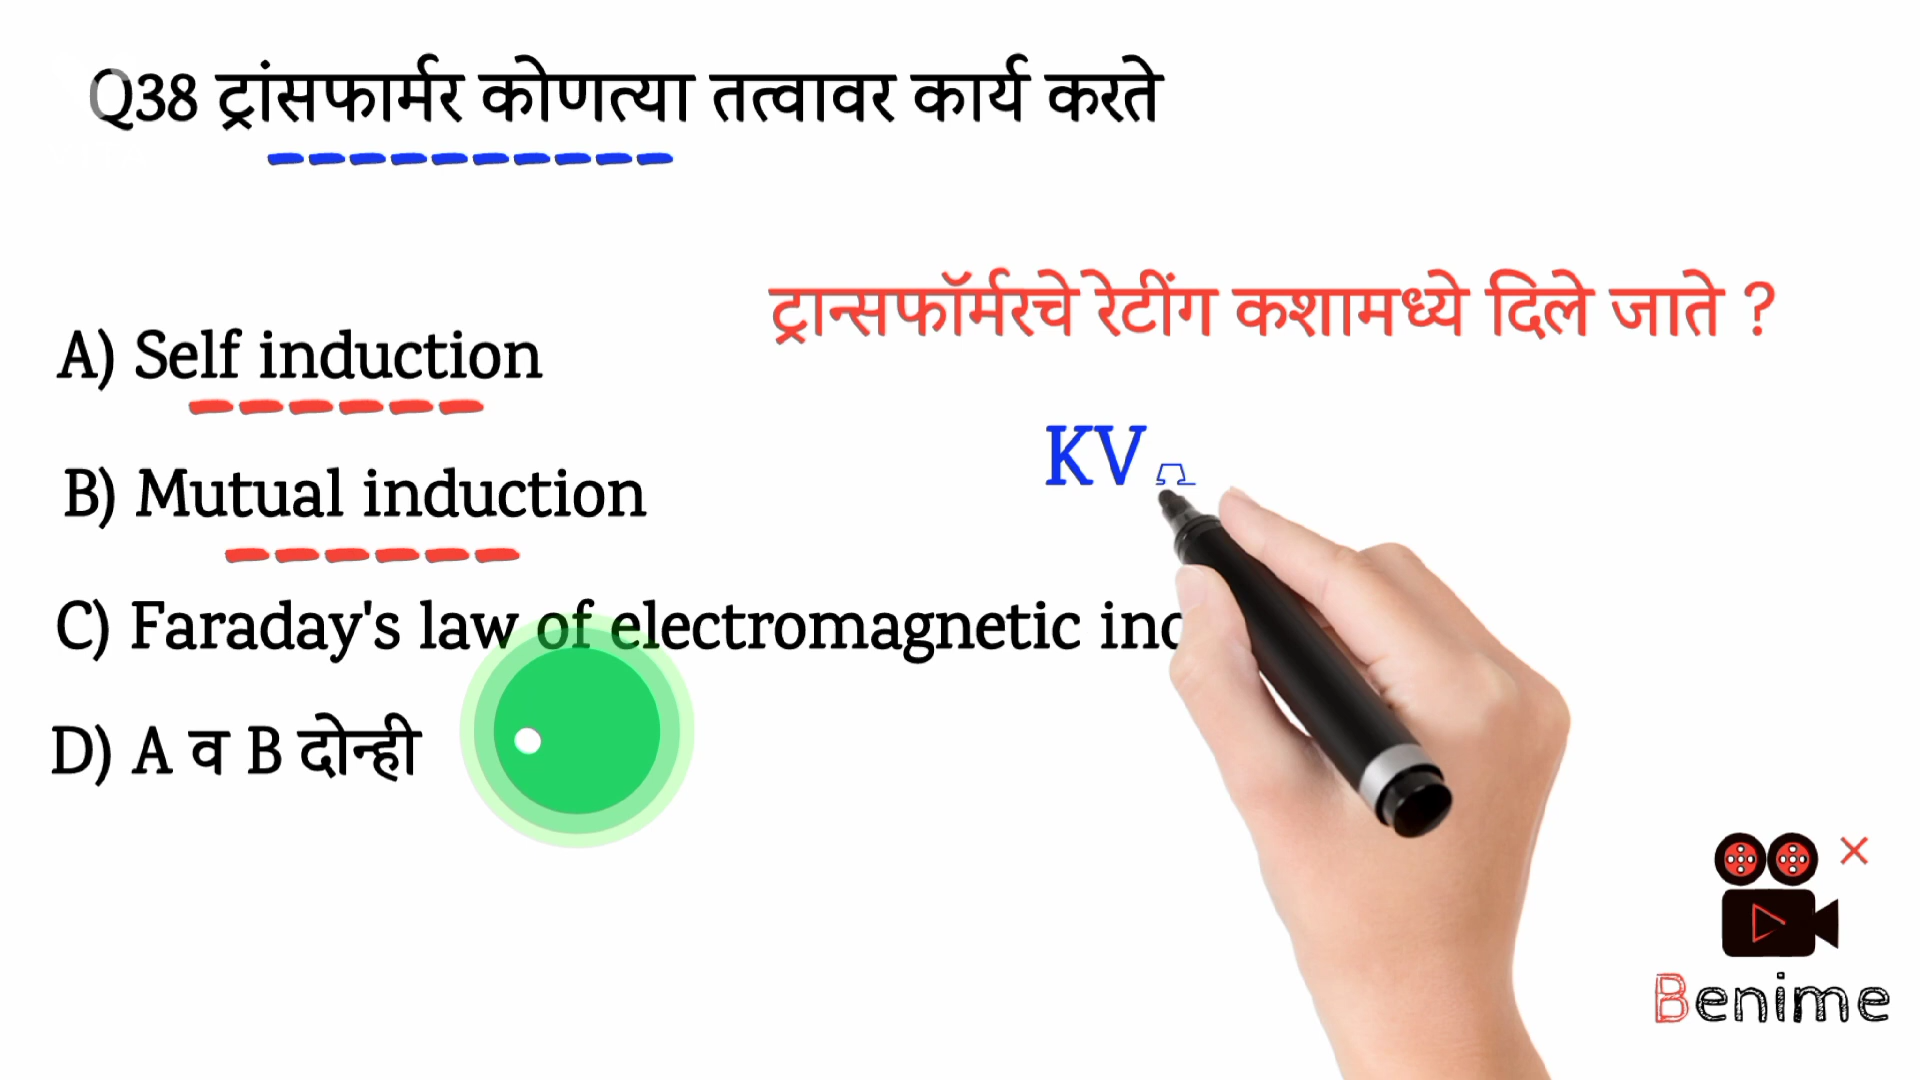 Q38 ट्रांसफार्मर कोणत्या तत्वावर कार्य करते
ट्रान्सफॉर्मरचे रेटींग कशामध्ये दिले जाते ?
A) Self induction
KV
B) Mutual induction
C) Faraday's law of electromagnetic
D) A व B दोन्ही
Benime